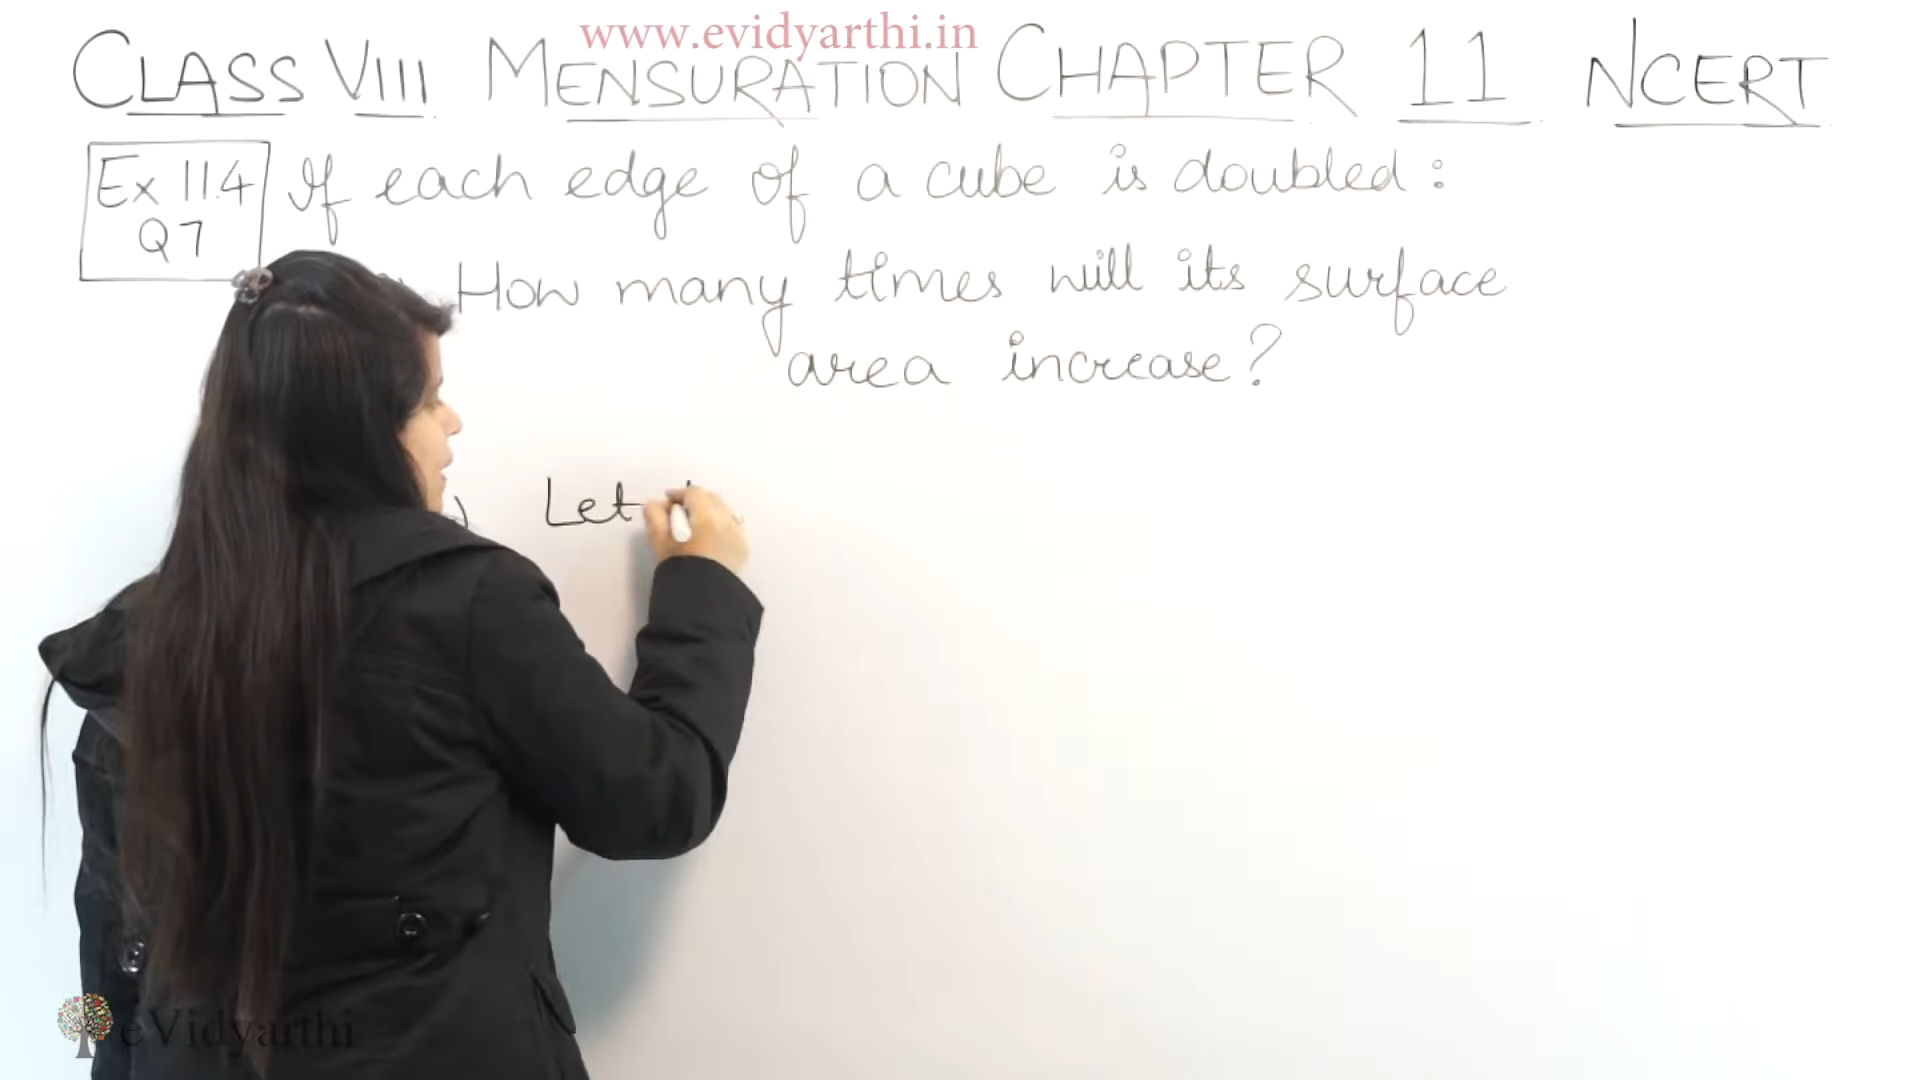 www.evidyarthi.in
CLASS VIII MENSURATION CHAPTER 11 NCERT
Ex 11.4
Q7
If each edge of a cube is doubled:
How many times will its surface
area increase?
Let
eVidyarthi